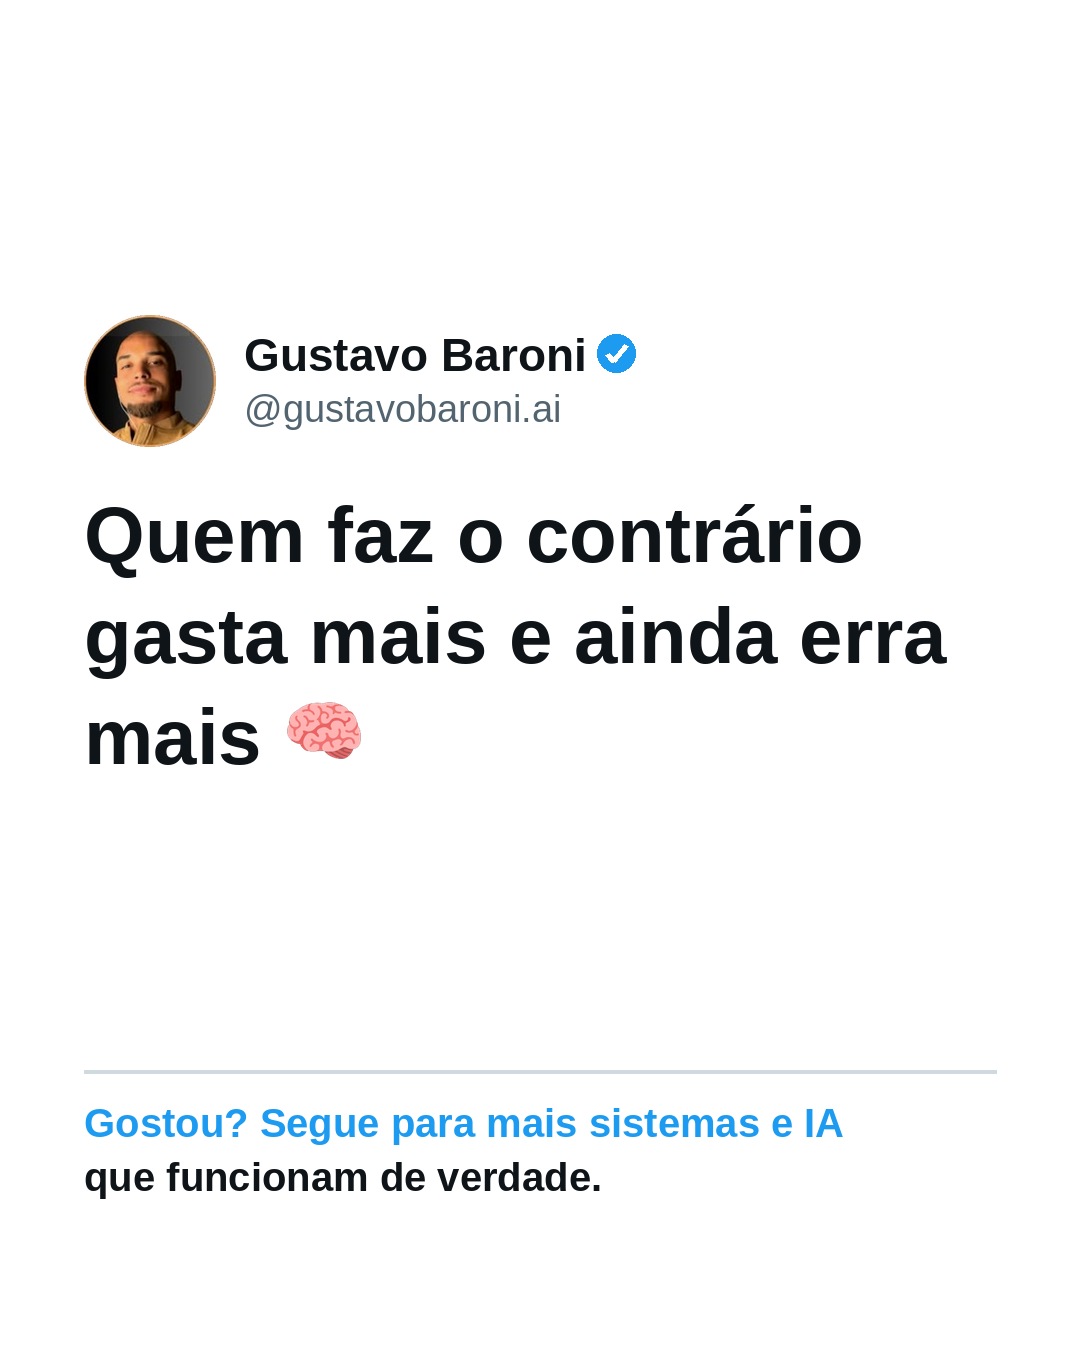 Gustavo Baroni
@gustavobaroni.ai
Quem faz o contrário
gasta mais e ainda erra
mais 🧠
Gostou? Segue para mais sistemas e IA
que funcionam de verdade.